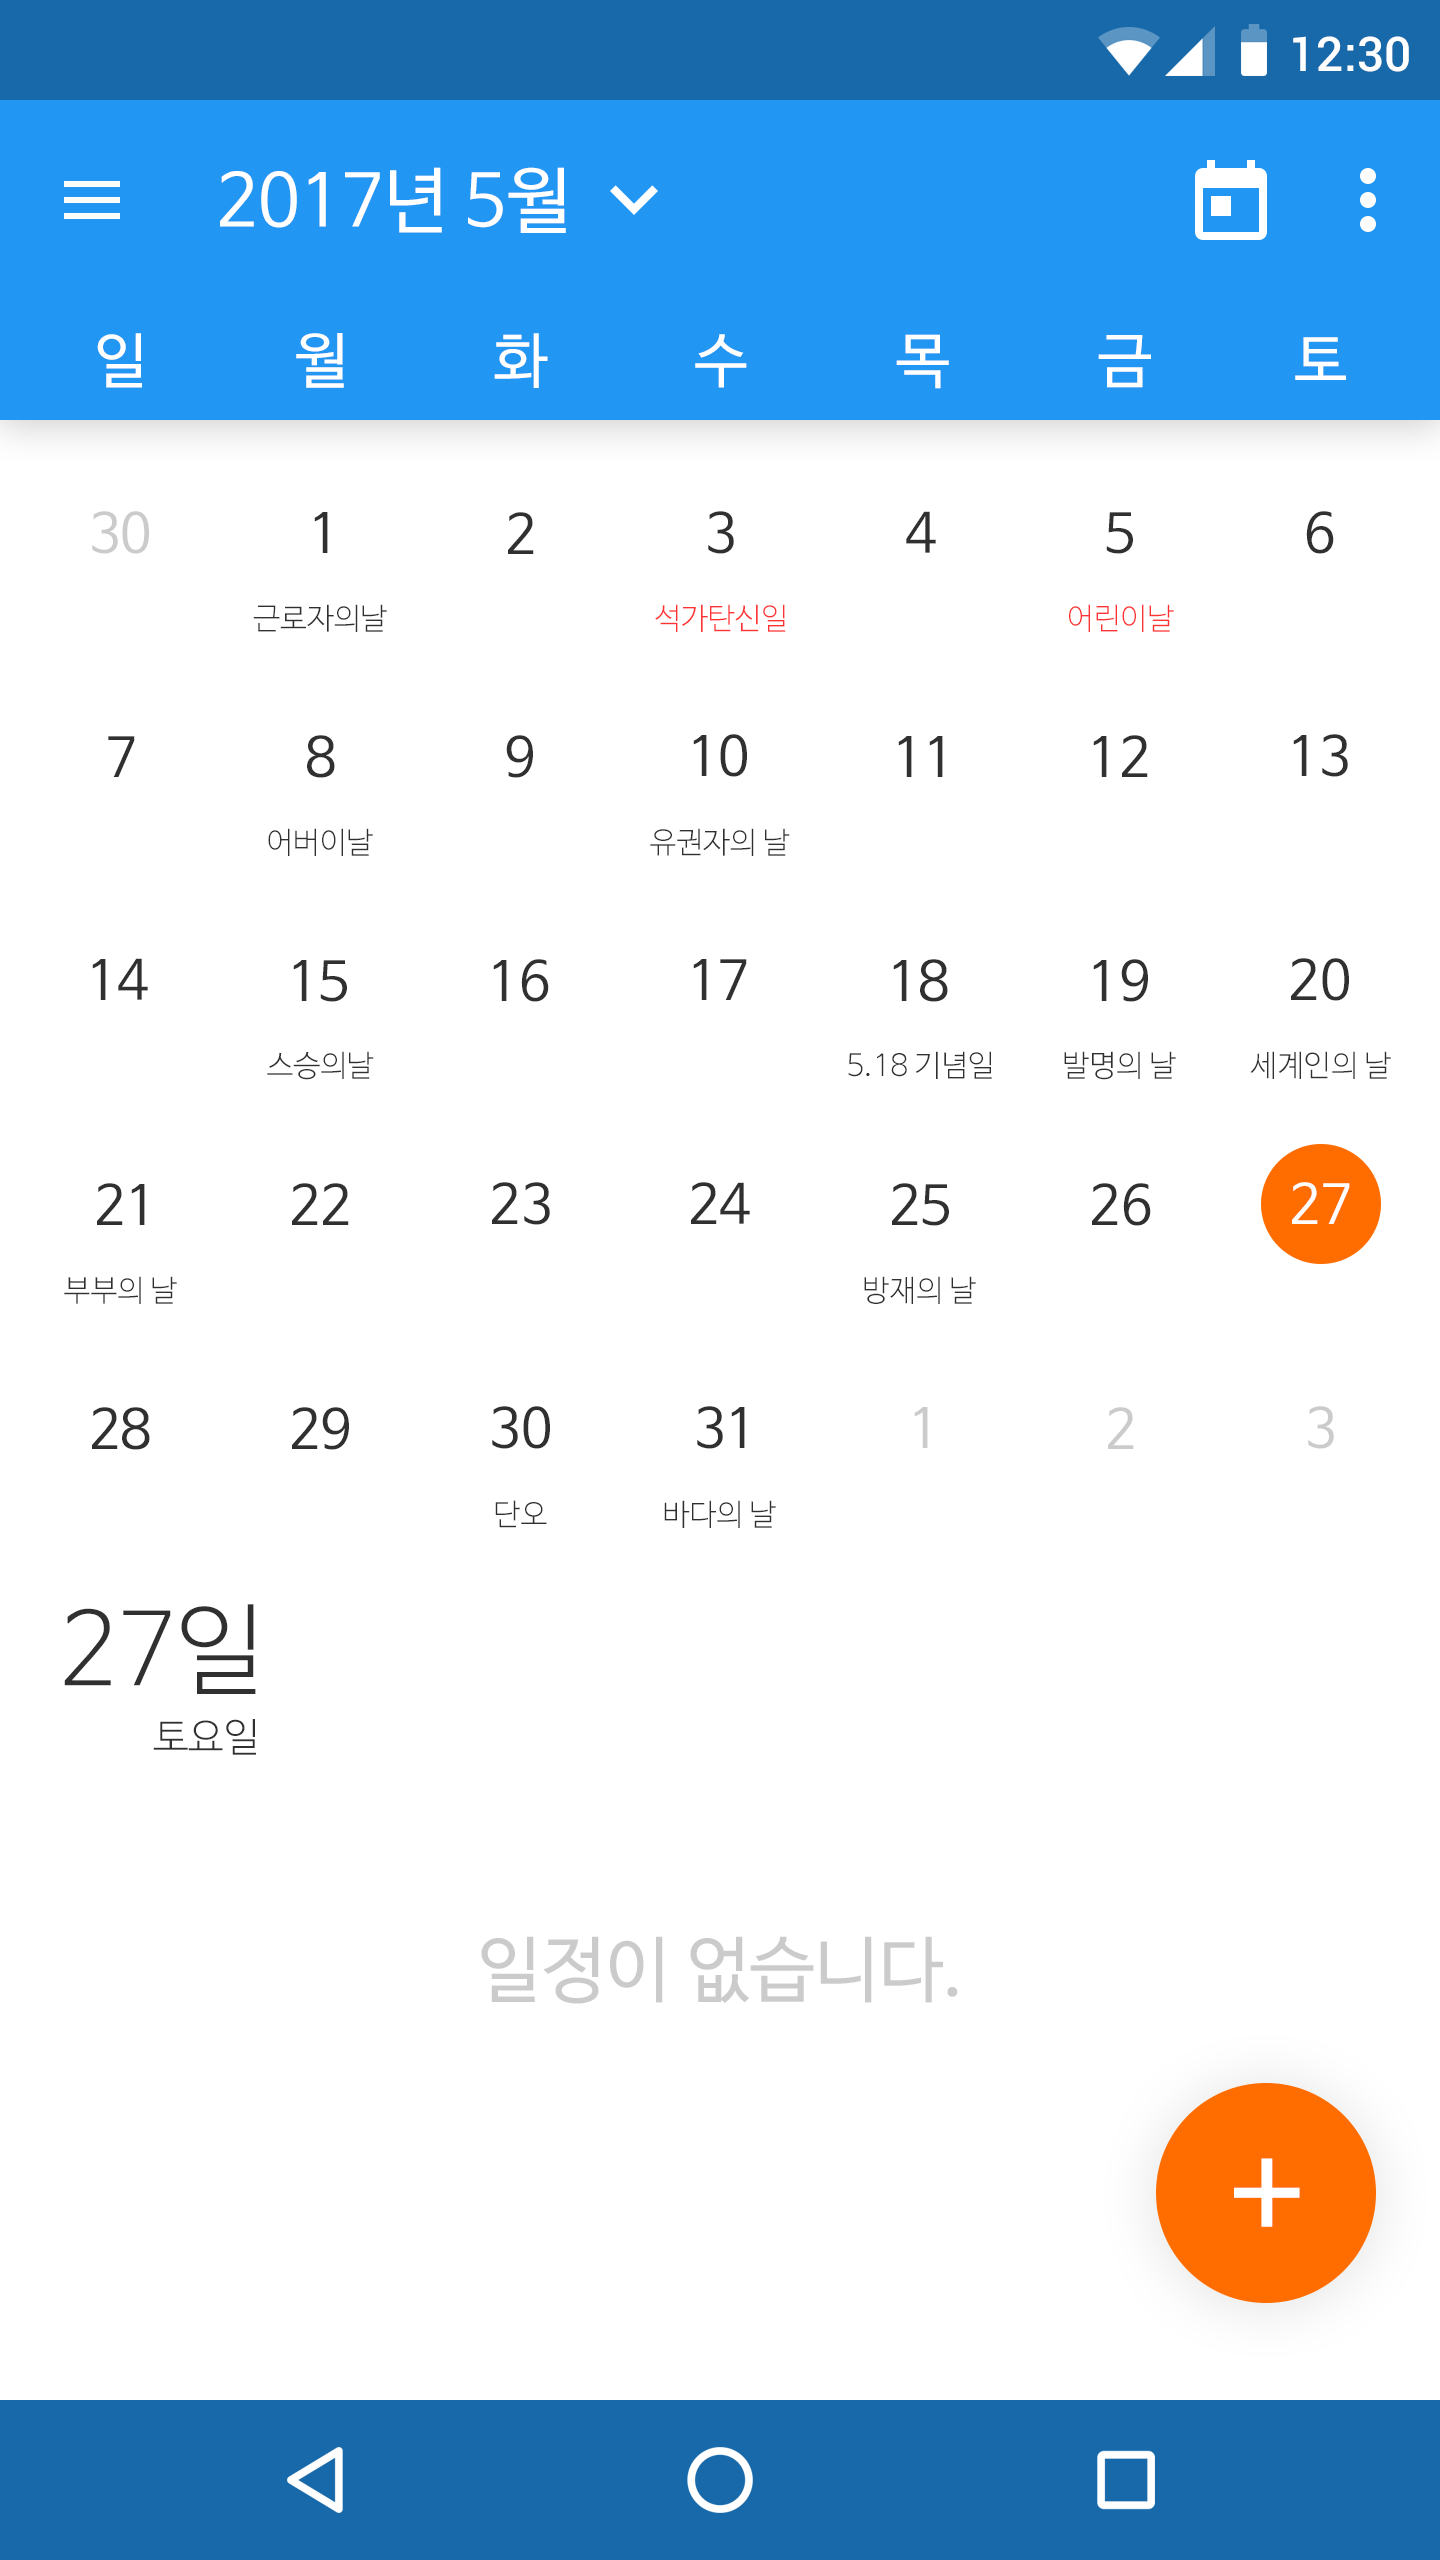 12:30
2017년 5월
일 월 화 수 목 금 토
30 1 2 3 4 5 6
근로자의날 석가탄신일 어린이날
7 8 9 10 11 12 13
어버이날 유권자의 날
14 15 16 17 18 19 20
스승의날 5.18 기념일 발명의 날 세계인의 날
21 22 23 24 25 26 27
부부의 날 방재의 날
28 29 30 31 1 2 3
단오 바다의 날
27일
토요일
일정이 없습니다.